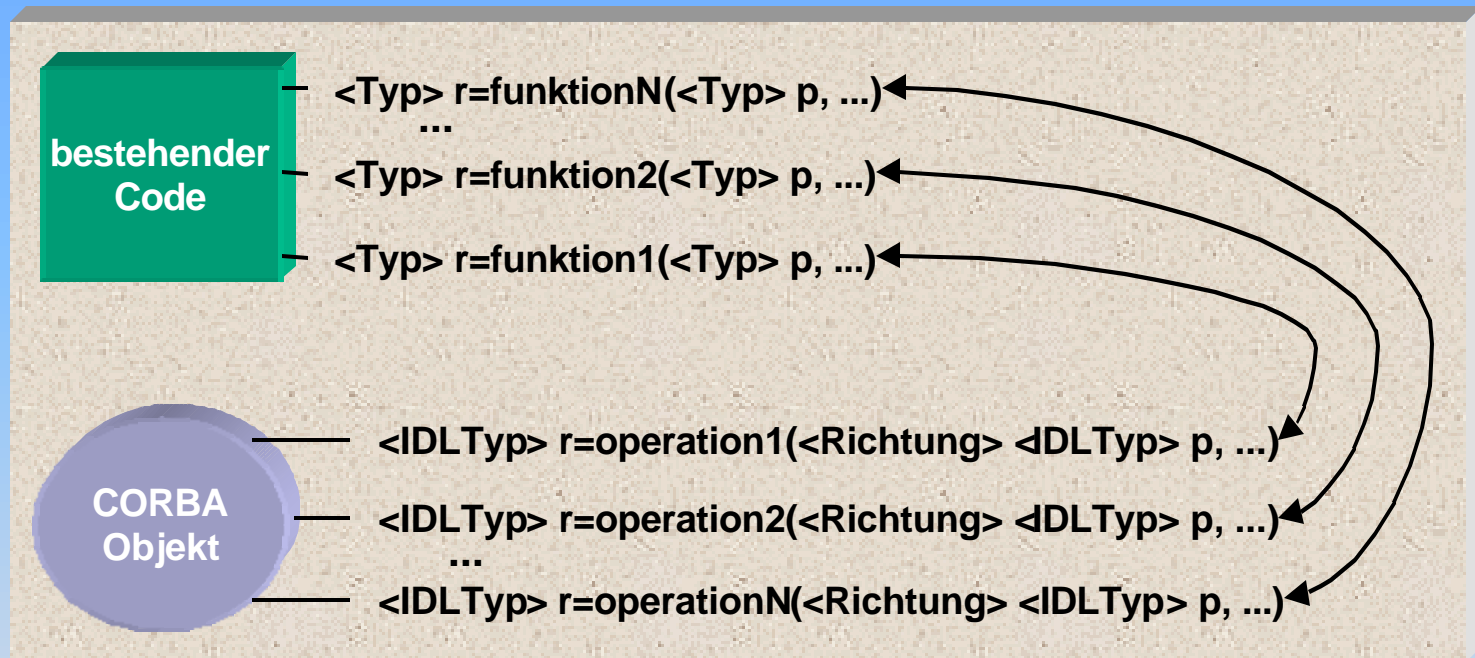 <Typ> r=funktionN(<Typ> p, ...)
...
bestehender
Code
<Typ> r=funktion2(<Typ> p, ...)
<Typ> r=funktion1(<Typ> p, ...)
CORBA
Objekt
<IDLTyp> r=operation1(<Richtung> <IDLTyp> p, ...)
<IDLTyp> r=operation2(<Richtung> <IDLTyp> p, ...)
...
<IDLTyp> r=operationN(<Richtung> <IDLTyp> p, ...)